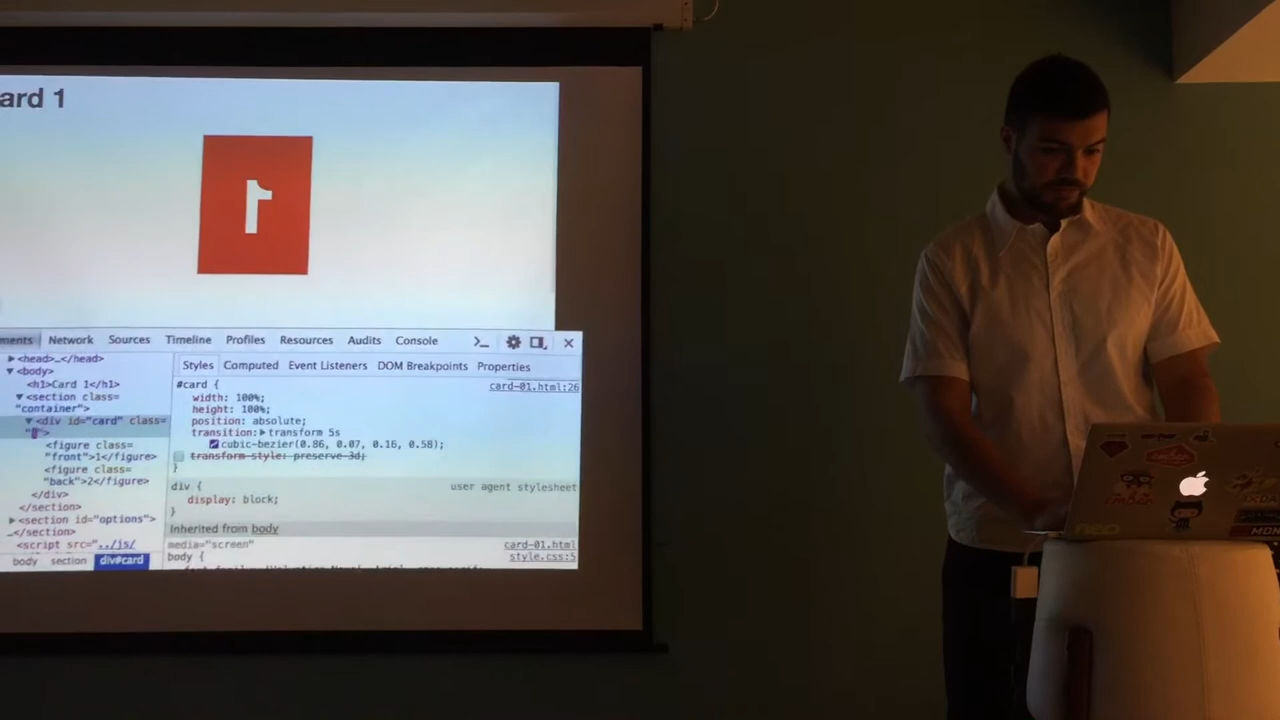 ard 1
1
ments Network Sources Timeline Profiles Resources Audits Console
▶<head>…</head>
▼<body>
<h1>Card 1</h1>
▼<section class=
"container">
▼<div id="card" class=
"">
<figure class=
"front">1</figure>
<figure class=
"back">2</figure>
</div>
</section>
▶<section id="options">
…</section>
<script src="../js/
body section div#card
Styles Computed Event Listeners DOM Breakpoints Properties
#card { card-01.html:26
width: 100%;
height: 100%;
position: absolute;
transition:▶transform 5s
cubic-bezier(0.86, 0.07, 0.16, 0.58);
transform-style: preserve-3d;
}
div { user agent stylesheet
display: block;
}
Inherited from body
media="screen" card-01.html
body { style.css:5
ember
ember
neo